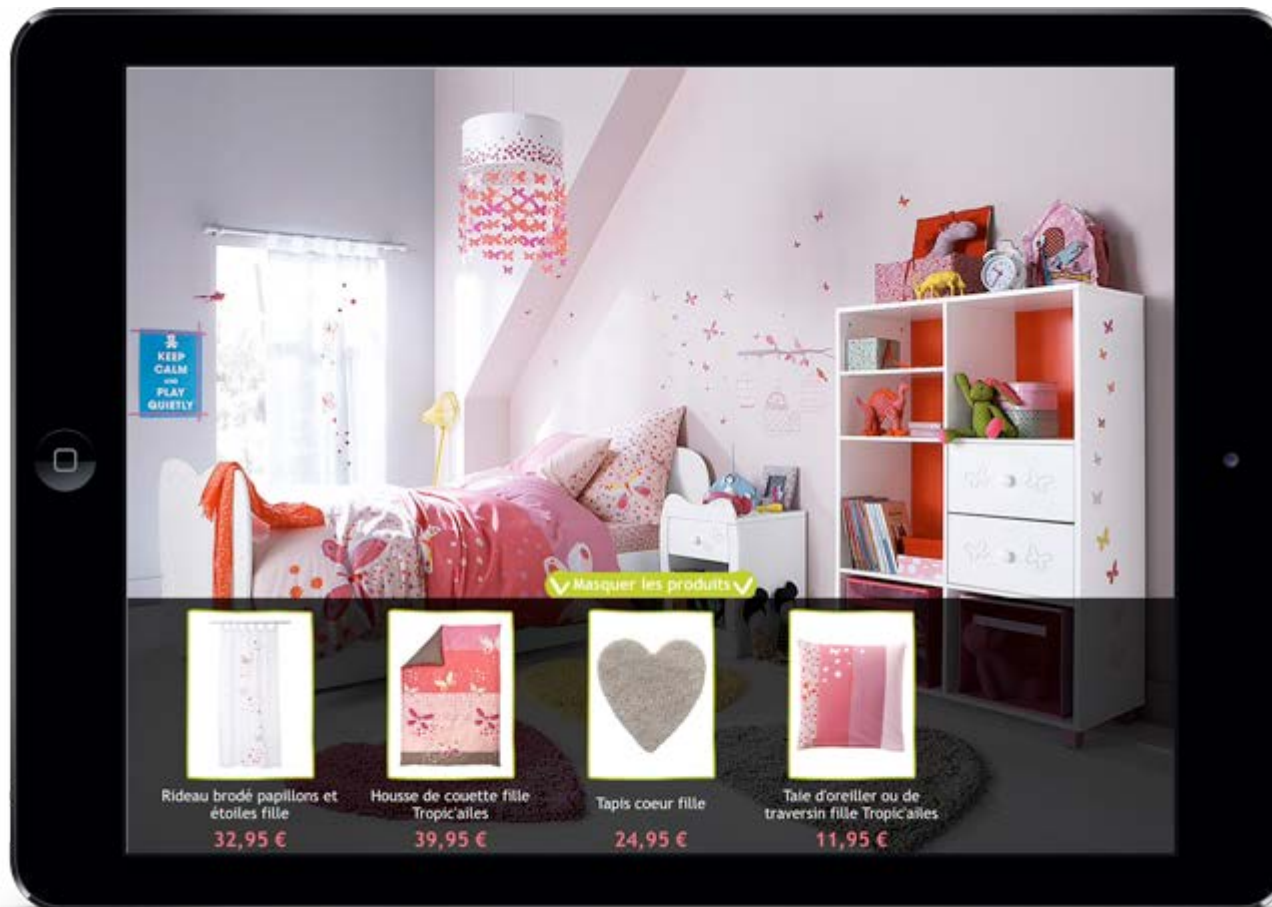 KEEP
CALM
AND
PLAY
QUIETLY
Masquer les produits
Rideau brodé papillons et
étoiles fille
32,95 €
Housse de couette fille
Tropic'ailes
39,95 €
Tapis coeur fille
24,95 €
Taie d'oreiller ou de
traversin fille Tropic'ailes
11,95 €